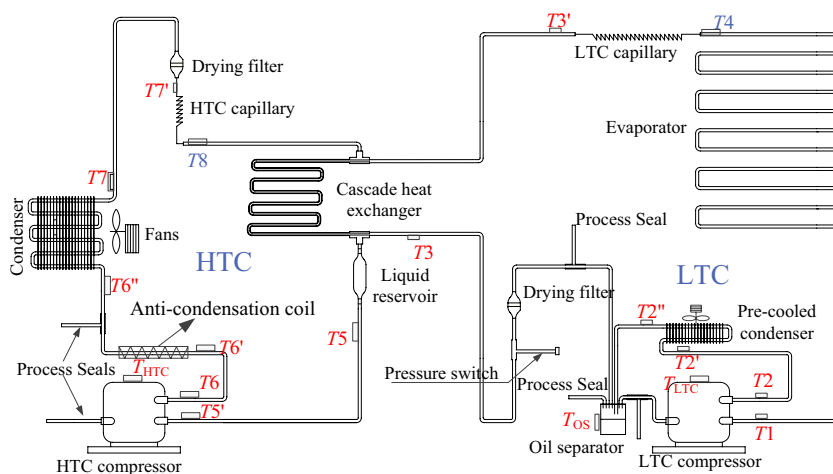 T3'
T4
LTC capillary
Drying filter
T7'
HTC capillary
T8
Evaporator
T7
Cascade heat
exchanger
Process Seal
Condenser
Fans
HTC
T3
LTC
T6"
Liquid
reservoir
Drying filter
Pre-cooled
condenser
Anti-condensation coil
T2"
T5
T6'
T2'
Process Seals
THTC
Pressure switch
Process Seal
TLTC
T6
T2
T5'
TOS
T1
Oil separator
HTC compressor
LTC compressor